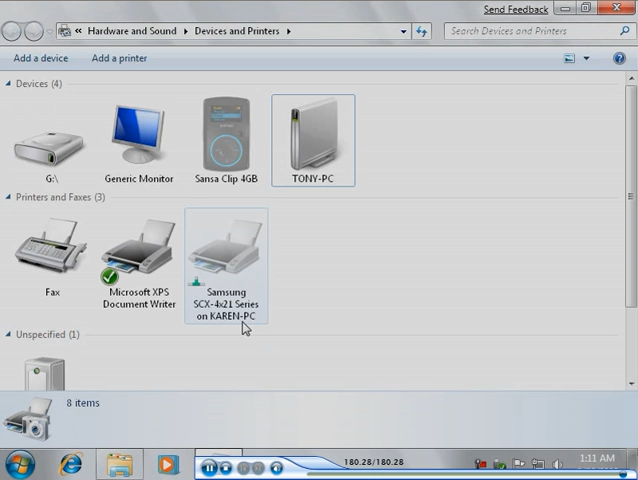 Send Feedback
« Hardware and Sound ▸ Devices and Printers ▸
Search Devices and Printers
Add a device
Add a printer
Devices (4)
G:\
Generic Monitor
Sansa Clip 4GB
TONY-PC
Printers and Faxes (3)
Fax
Microsoft XPS
Document Writer
Samsung
SCX-4x21 Series
on KAREN-PC
Unspecified (1)
8 items
180.28/180.28
1:11 AM